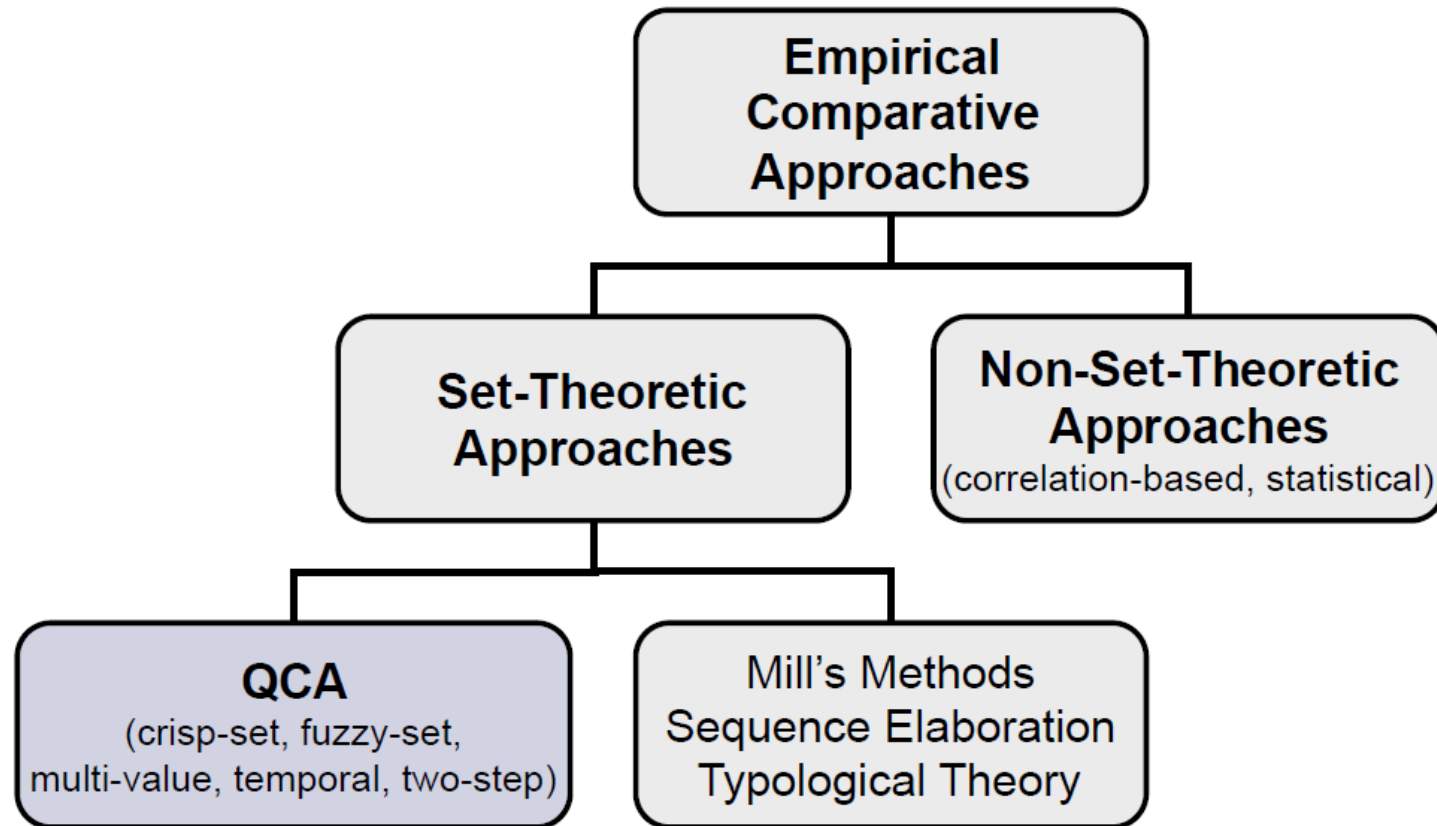 Empirical
Comparative
Approaches
Set-Theoretic
Approaches
Non-Set-Theoretic
Approaches
(correlation-based, statistical)
QCA
(crisp-set, fuzzy-set,
multi-value, temporal, two-step)
Mill's Methods
Sequence Elaboration
Typological Theory